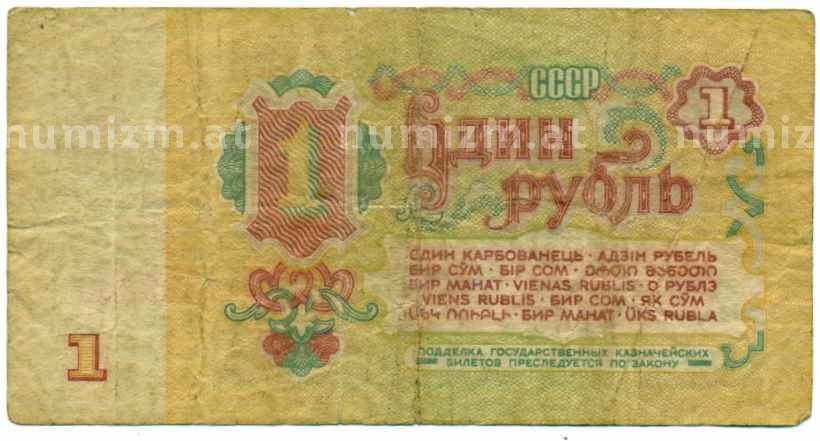 СССР
1
1
Один
рубль
ОДИН КАРБОВАНЕЦЬ · АДЗІН РУБЕЛЬ
БИР СЎМ · БІР СОМ · ᲔᲠᲗᲘ ᲛᲐᲜᲔᲗᲘ
БИР МАНАТ · VIENAS RUBLIS · О РУБЛЭ
VIENS RUBLIS · БИР СОМ · ЯК СЎМ
ՄԵԿ ՌՈՒԲԼԻ · БИР МАНАТ · ÜKS RUBLA
1
ПОДДЕЛКА ГОСУДАРСТВЕННЫХ КАЗНАЧЕЙСКИХ
БИЛЕТОВ ПРЕСЛЕДУЕТСЯ ПО ЗАКОНУ
numizm.at numizm.at numizm